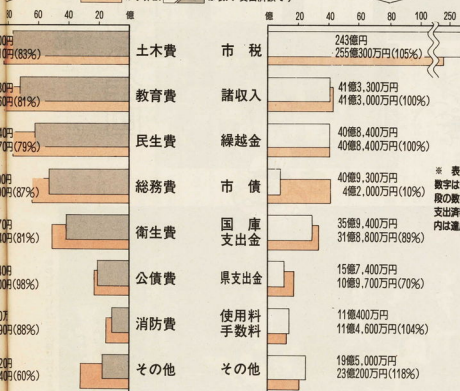 60 40 20 億
億 20 40 60 80 100 150
土木費 市税 243億円
(83%) 255億300万円(105%)
教育費 諸収入 41億3,300万円
(81%) 41億3,000万円(100%)
民生費 繰越金 40億8,400万円
(79%) 40億8,400万円(100%)
総務費 市債 40億9,300万円
(87%) 4億2,000万円(10%)
衛生費 国庫支出金 35億9,400万円
(81%) 31億8,800万円(89%)
公債費 県支出金 15億7,400万円
(98%) 10億9,700万円(70%)
消防費 使用料手数料 11億400万円
(88%) 11億4,600万円(104%)
その他 その他 19億5,000万円
(60%) 23億200万円(118%)
※ 表
数字は
段の数
支出済
内は達